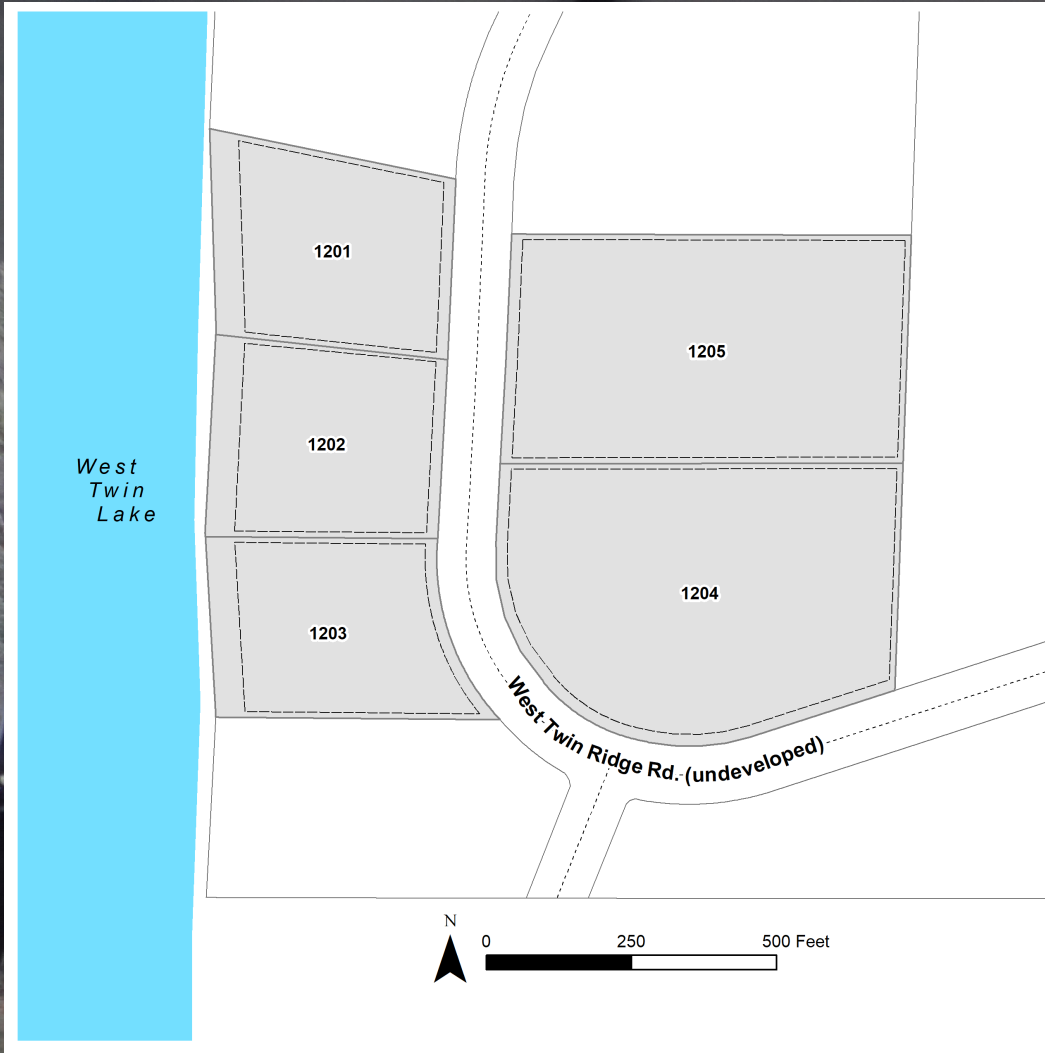 1201
1205
1202
West
Twin
Lake
1204
1203
West Twin Ridge Rd. (undeveloped)
N
0 250 500 Feet